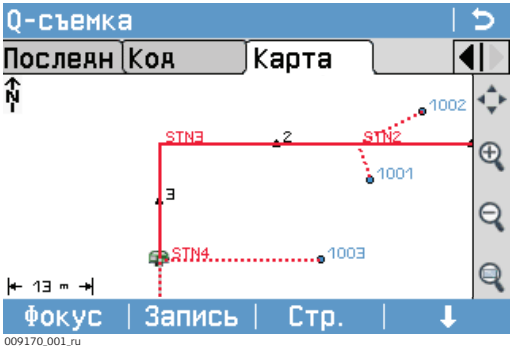 Q-съемка
Последн Код Карта
N
1002
STN3 2 STN2
1001
3
STN4 1003
13 m
Фокус Запись Стр.
009170_001_ru